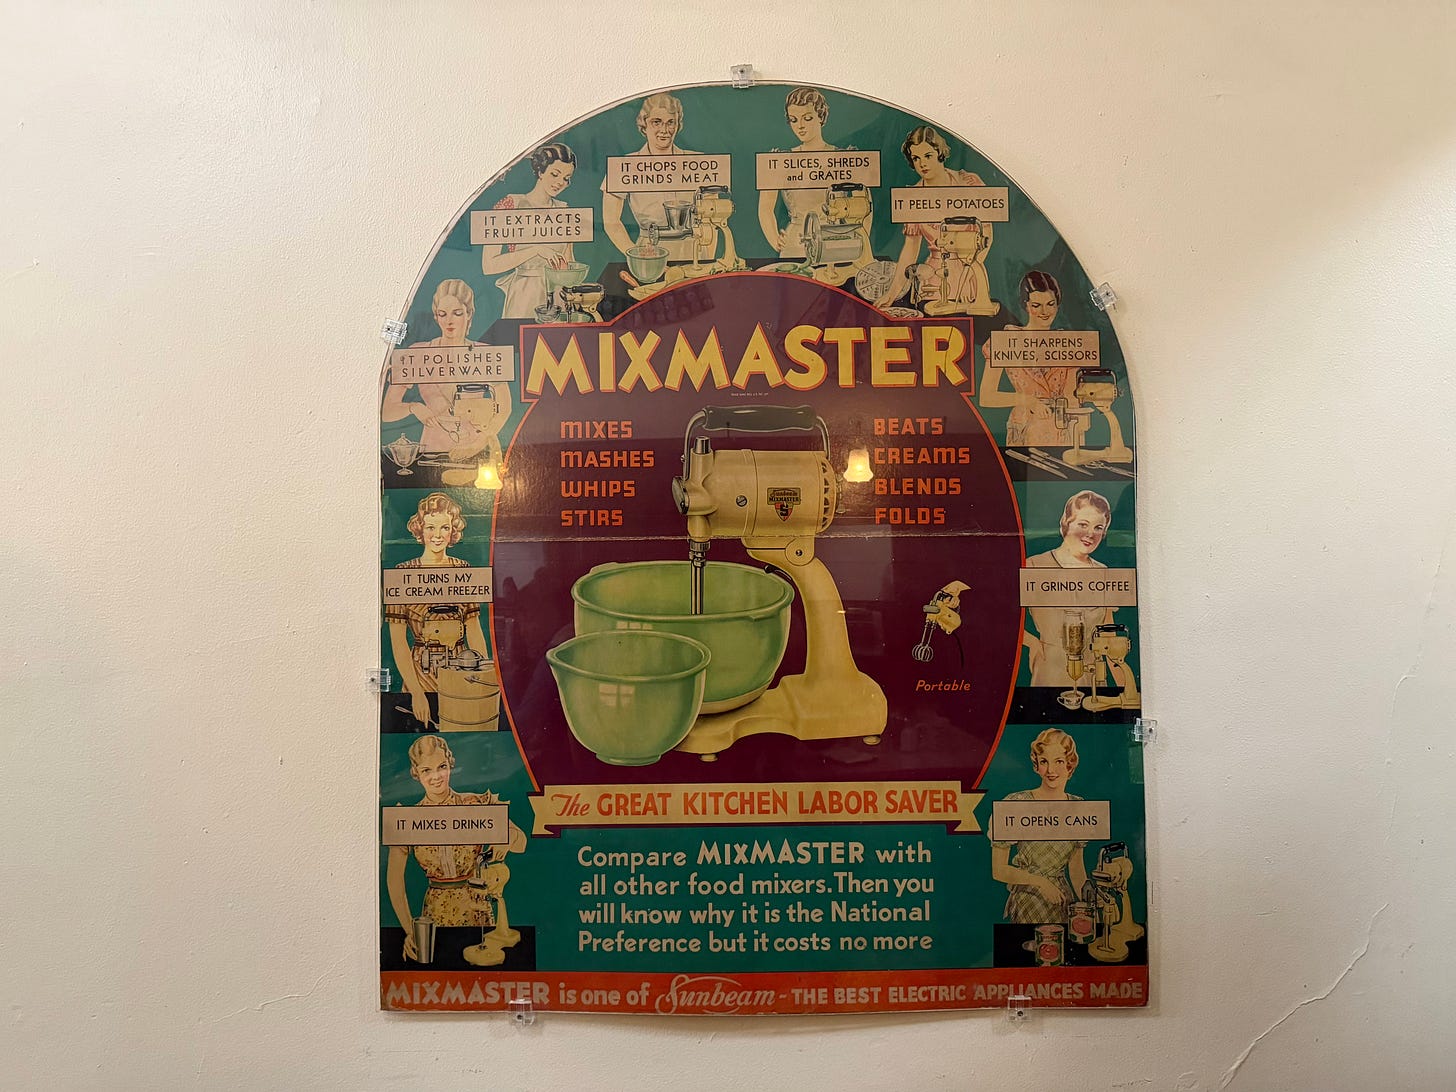 IT CHOPS FOOD
GRINDS MEAT
IT SLICES, SHREDS
and GRATES
IT EXTRACTS
FRUIT JUICES
IT PEELS POTATOES
IT POLISHES
SILVERWARE
IT SHARPENS
KNIVES, SCISSORS
MIXMASTER
MIXES
MASHES
WHIPS
STIRS
BEATS
CREAMS
BLENDS
FOLDS
Sunbeam
MIXMASTER
IT TURNS MY
ICE CREAM FREEZER
IT GRINDS COFFEE
Portable
IT MIXES DRINKS
IT OPENS CANS
The GREAT KITCHEN LABOR SAVER
Compare MIXMASTER with
all other food mixers. Then you
will know why it is the National
Preference but it costs no more
MIXMASTER is one of Sunbeam - THE BEST ELECTRIC APPLIANCES MADE